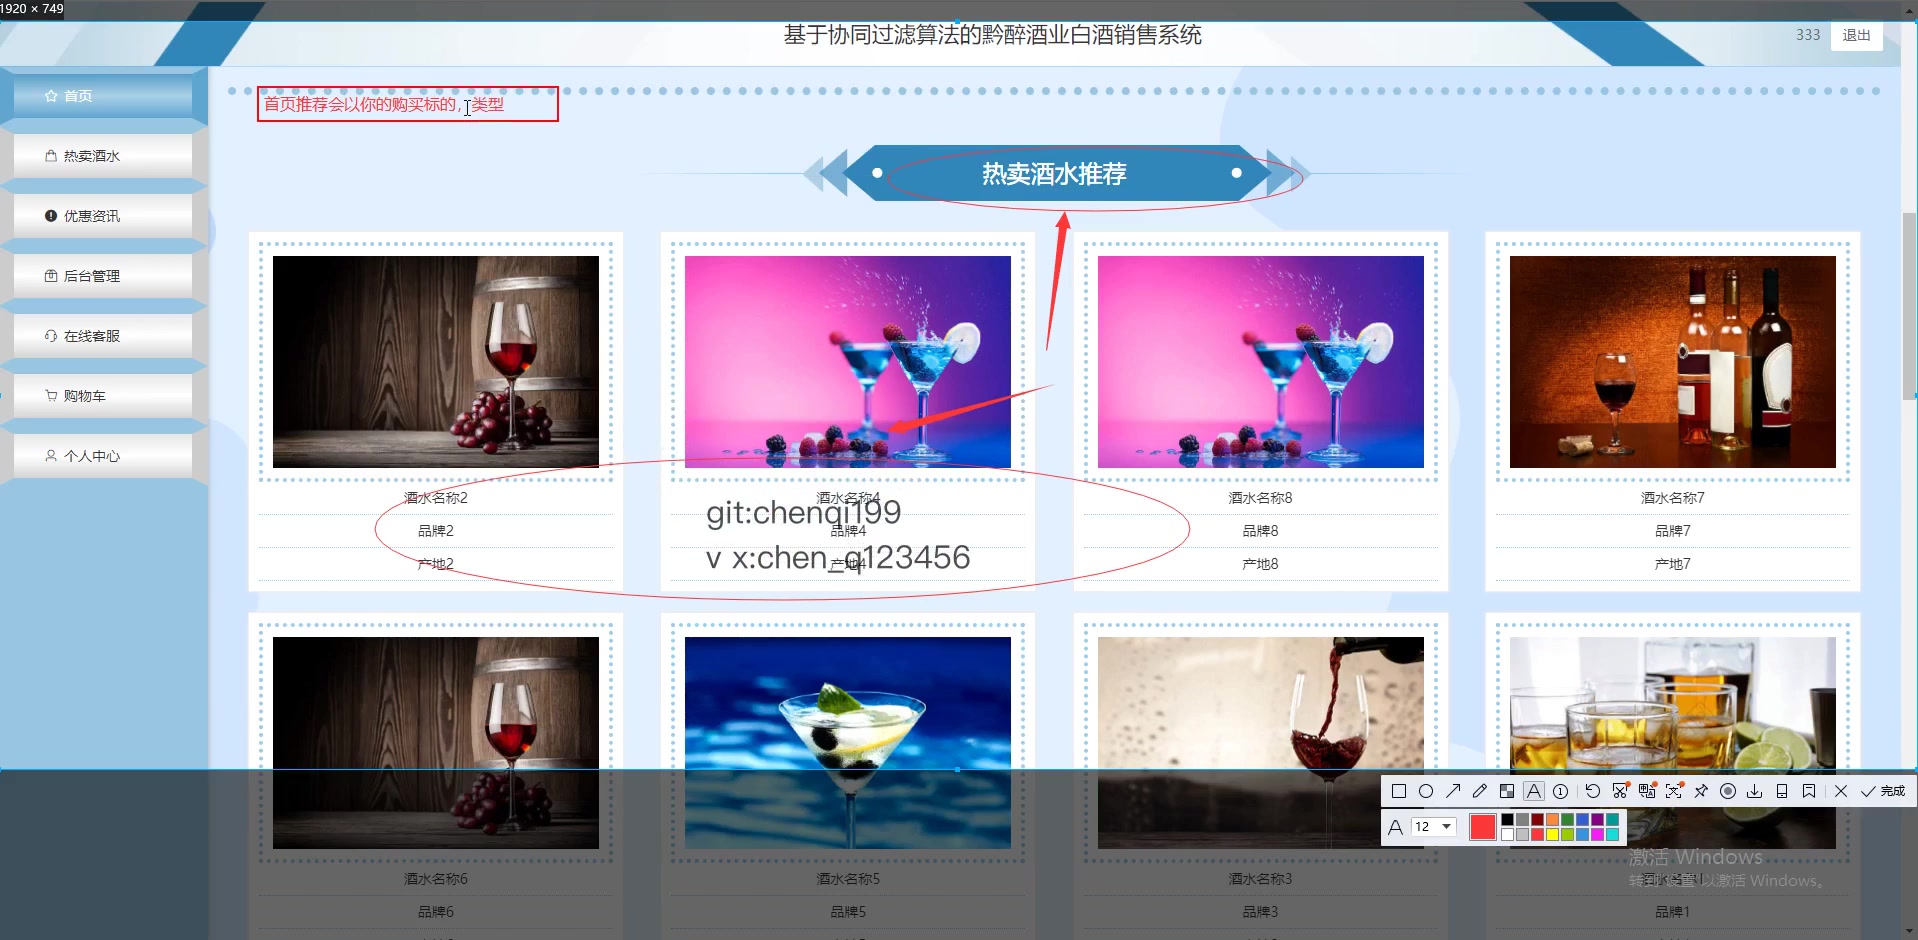 1920 × 749
基于协同过滤算法的黔醉酒业白酒销售系统
333
退出
首页
热卖酒水
优惠资讯
后台管理
在线客服
购物车
个人中心
首页推荐会以你的购买标的，类型
热卖酒水推荐
酒水名称2
品牌2
产地2
酒水名称4
品牌4
产地4
git:chenqi199
v x:chen_q123456
酒水名称8
品牌8
产地8
酒水名称7
品牌7
产地7
酒水名称6
品牌6
酒水名称5
品牌5
酒水名称3
品牌3
品牌1
完成
12
激活 Windows
转到"设置"以激活 Windows。